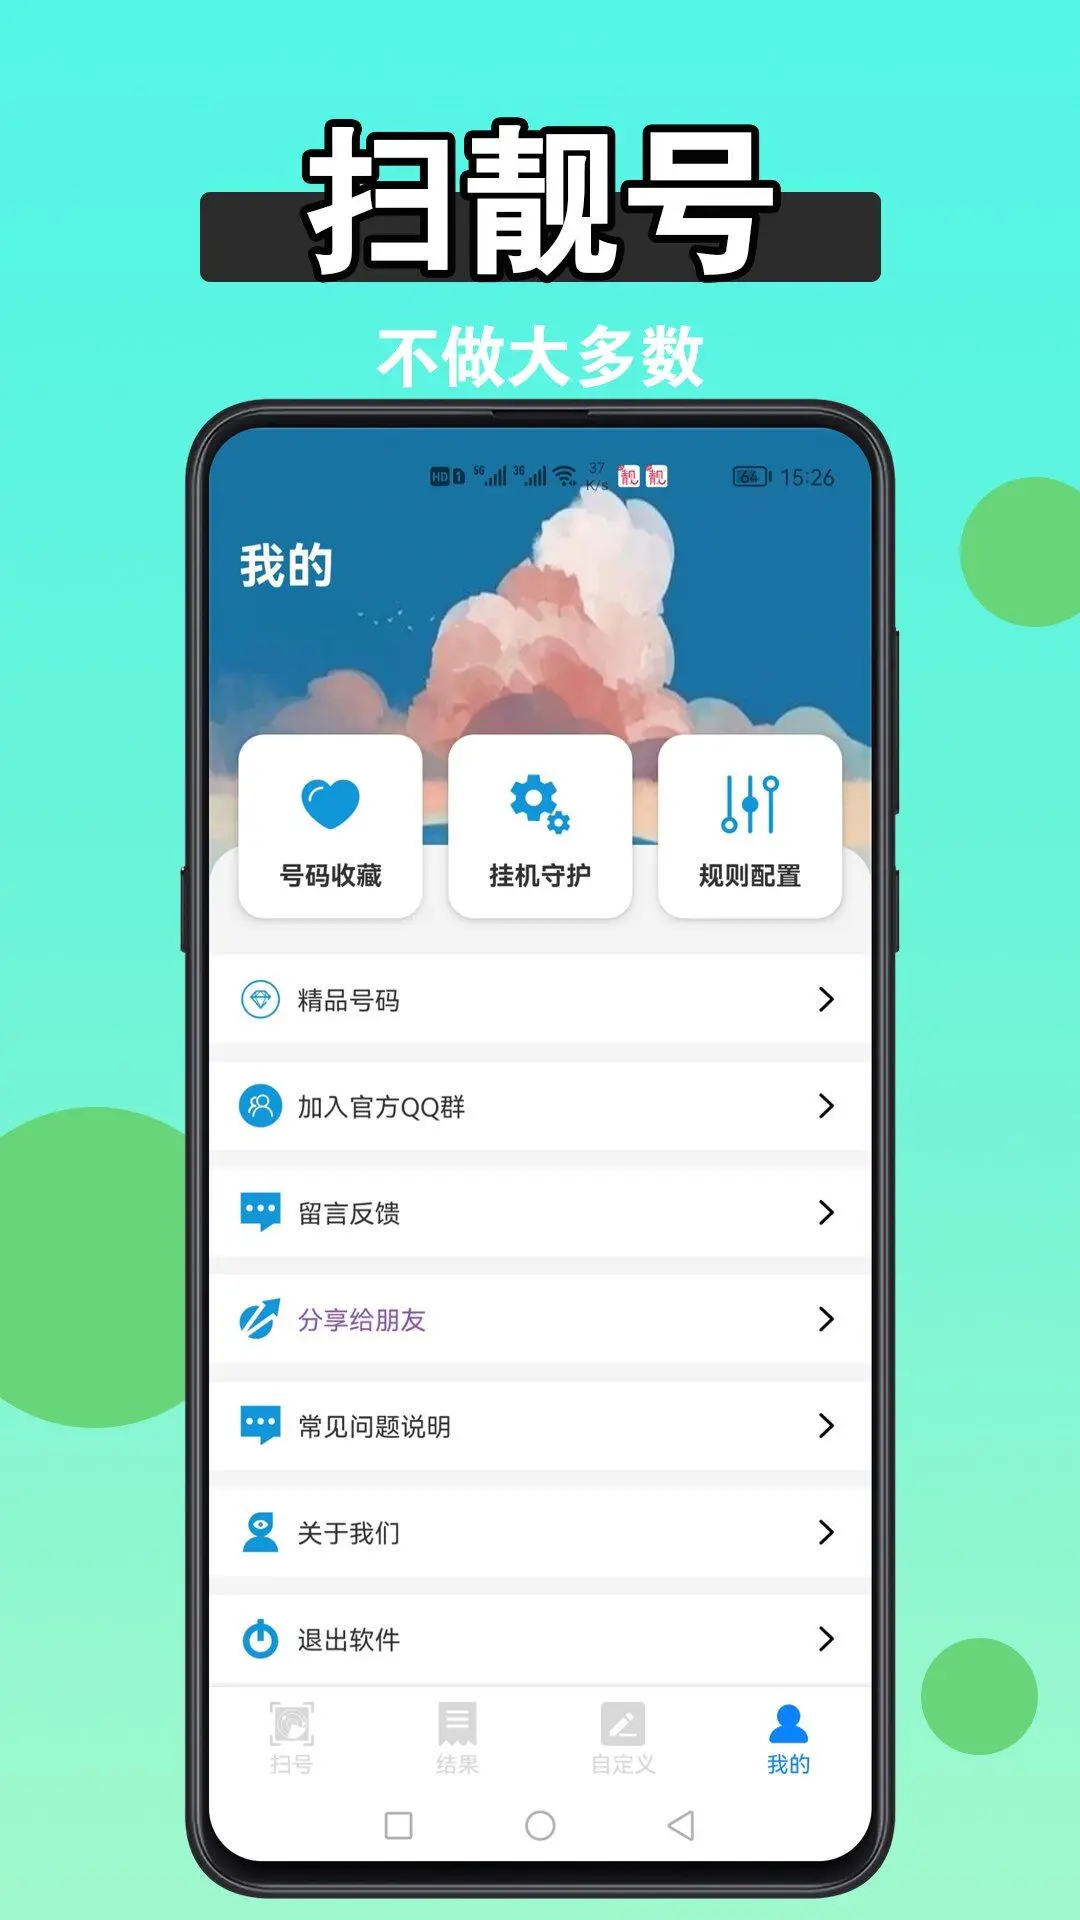 扫靓号
不做大多数
HD 1 5G 3G 37 K/s 靓 靓 64 15:26
我的
号码收藏 挂机守护 规则配置
精品号码
加入官方QQ群
留言反馈
分享给朋友
常见问题说明
关于我们
退出软件
扫号 结果 自定义 我的